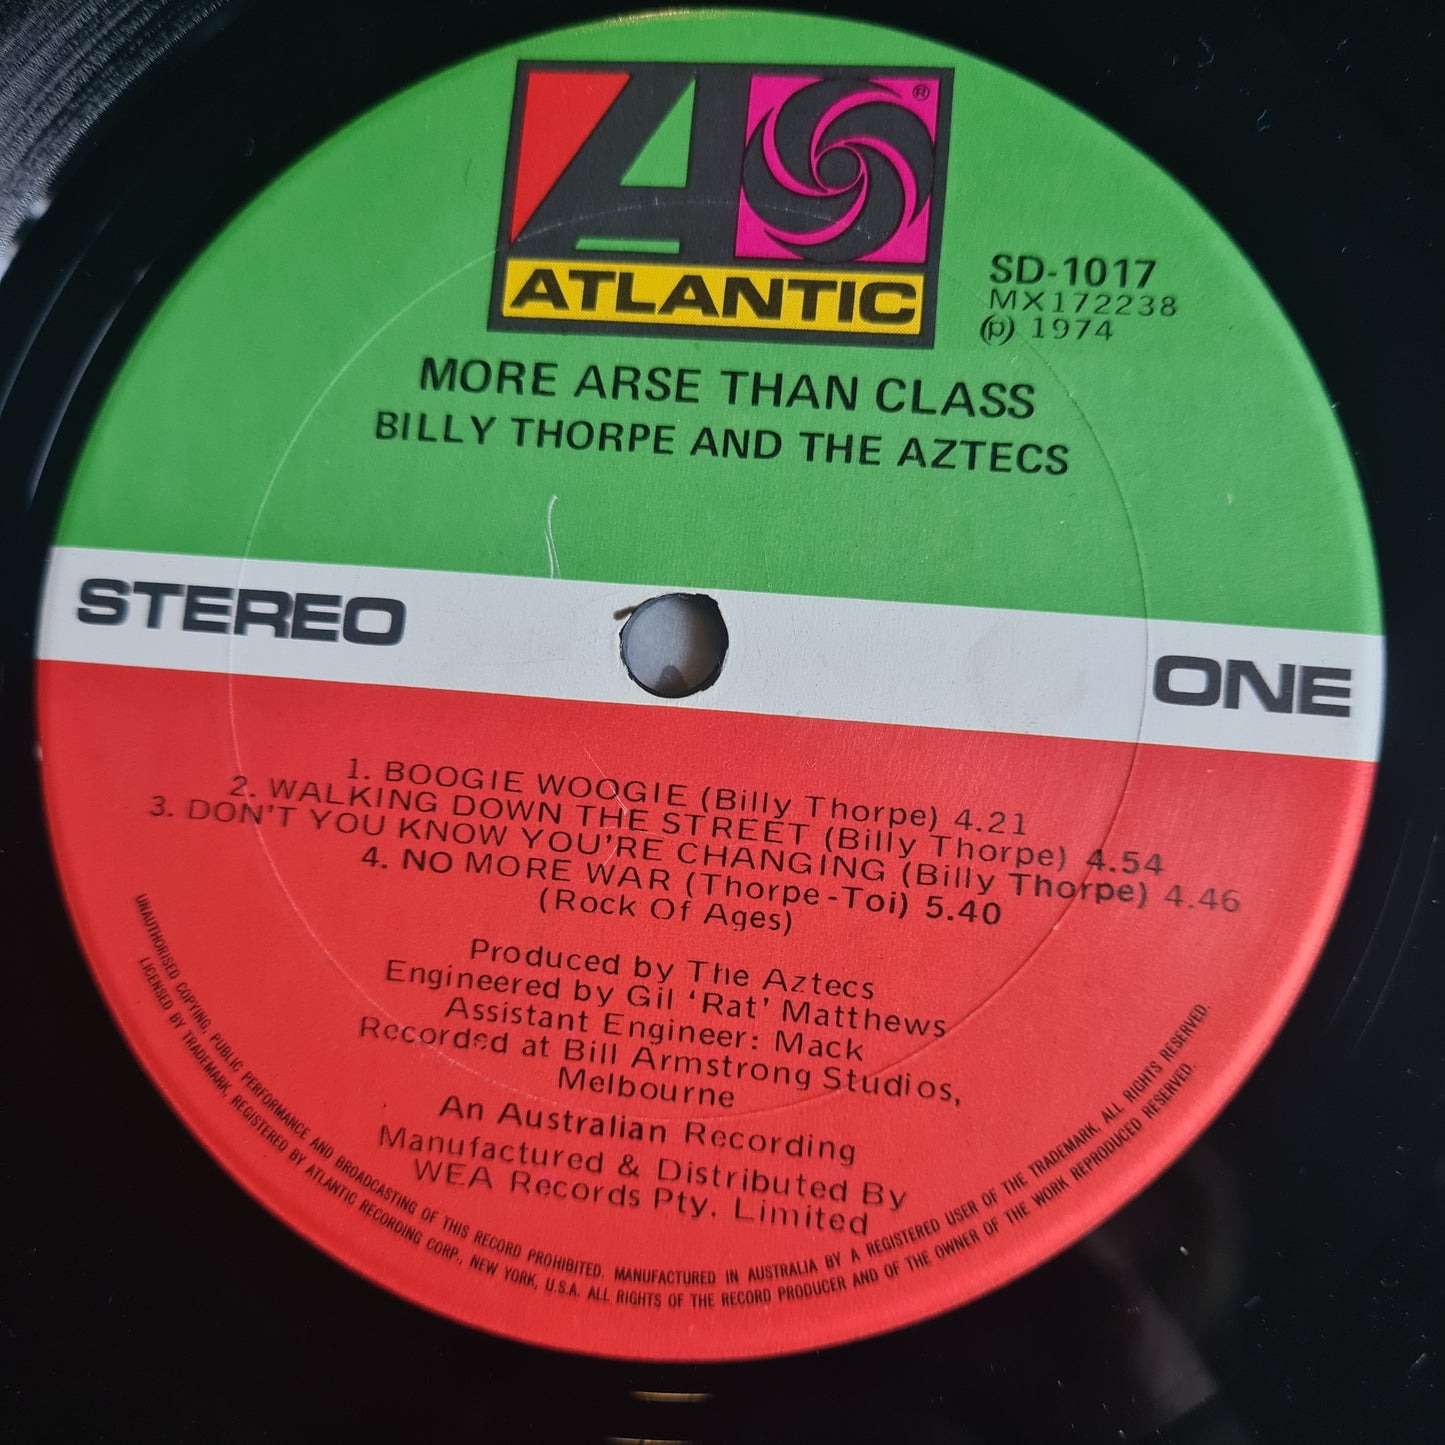 ATLANTIC ®
SD-1017
MX172238
℗ 1974
MORE ARSE THAN CLASS
BILLY THORPE AND THE AZTECS
STEREO
ONE
1. BOOGIE WOOGIE (Billy Thorpe) 4.21
2. WALKING DOWN THE STREET (Billy Thorpe) 4.54
3. DON'T YOU KNOW YOU'RE CHANGING (Billy Thorpe) 4.46
4. NO MORE WAR (Thorpe-Toi) 5.40
(Rock Of Ages)
Produced by The Aztecs
Engineered by Gil 'Rat' Matthews
Assistant Engineer: Mack
Recorded at Bill Armstrong Studios,
Melbourne
An Australian Recording
Manufactured & Distributed By
WEA Records Pty. Limited
UNAUTHORISED COPYING, PUBLIC PERFORMANCE AND BROADCASTING OF THIS RECORD PROHIBITED. MANUFACTURED IN AUSTRALIA BY A REGISTERED USER OF THE TRADEMARK. ALL RIGHTS RESERVED.
LICENSED BY TRADEMARK, REGISTERED BY ATLANTIC RECORDING CORP., NEW YORK, U.S.A. ALL RIGHTS OF THE RECORD PRODUCER AND OF THE OWNER OF THE WORK REPRODUCED RESERVED.